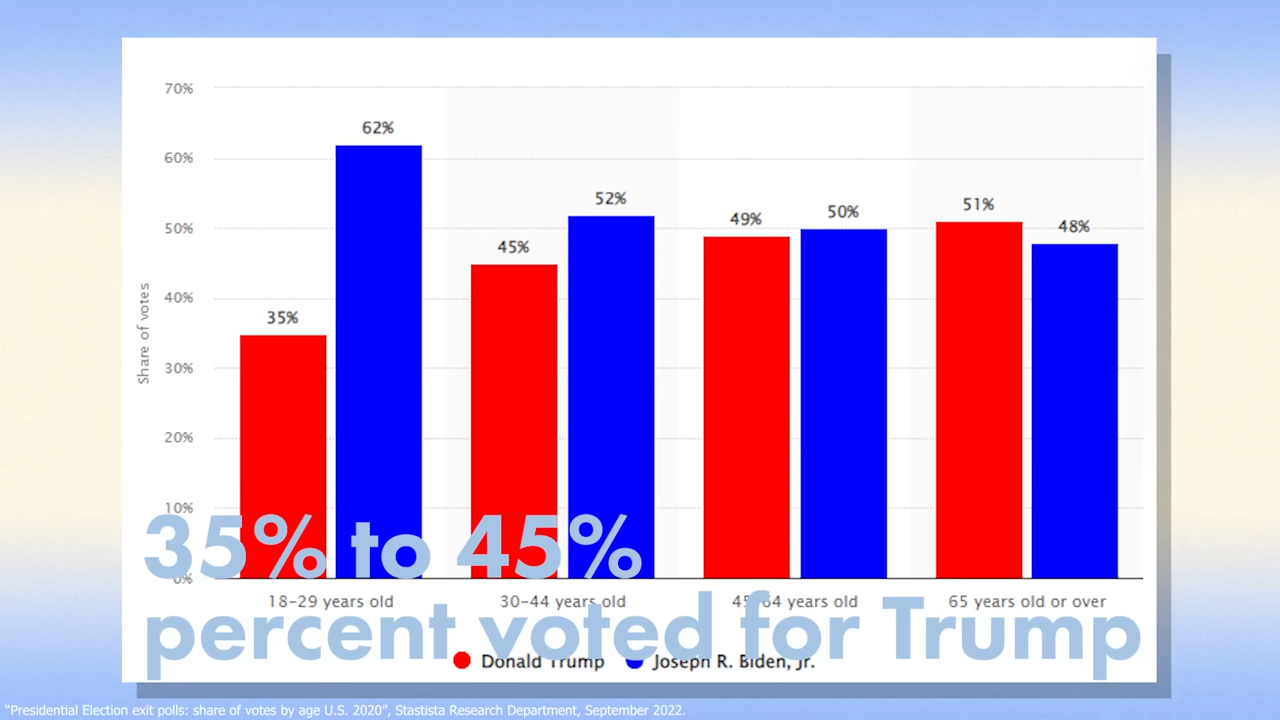 70%
62%
60%
52%
51%
49%
50%
48%
50%
45%
40%
35%
30%
20%
10%
0%
Share of votes
35% to 45%
18-29 years old
30-44 years old
45-64 years old
65 years old or over
percent voted for Trump
Donald Trump
Joseph R. Biden, Jr.
"Presidential Election exit polls: share of votes by age U.S. 2020", Stastista Research Department, September 2022.